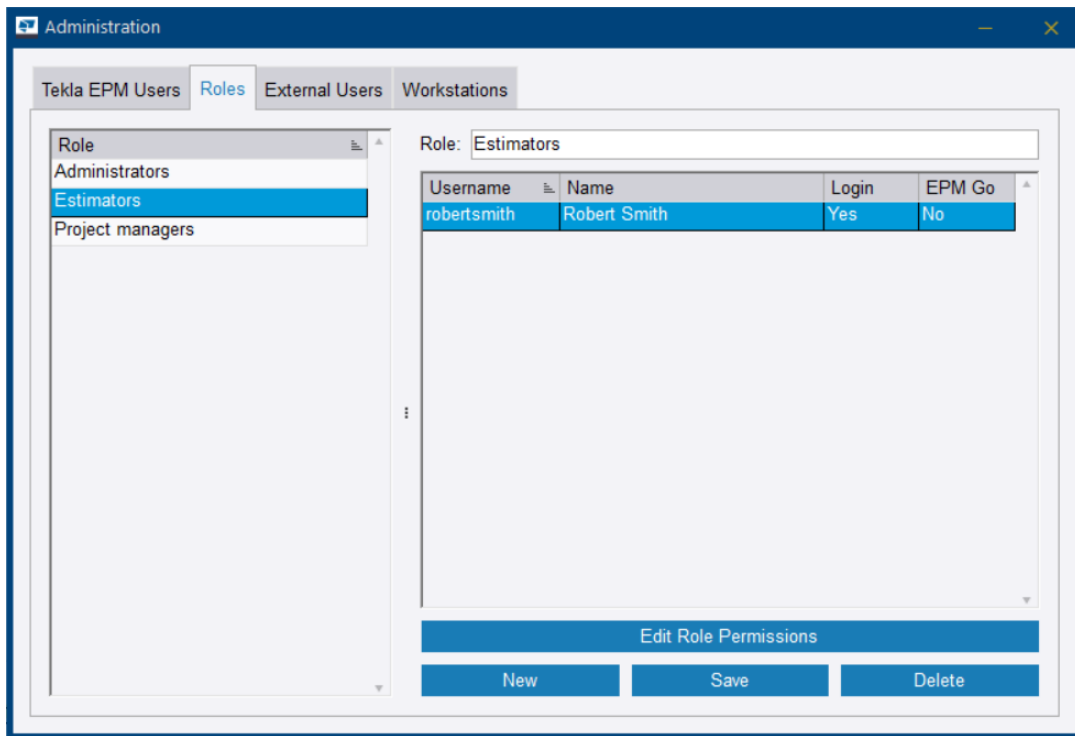 Administration
Tekla EPM Users Roles External Users Workstations
Role
Administrators
Estimators
Project managers
Role: Estimators
Username Name Login EPM Go
robertsmith Robert Smith Yes No
Edit Role Permissions
New Save Delete